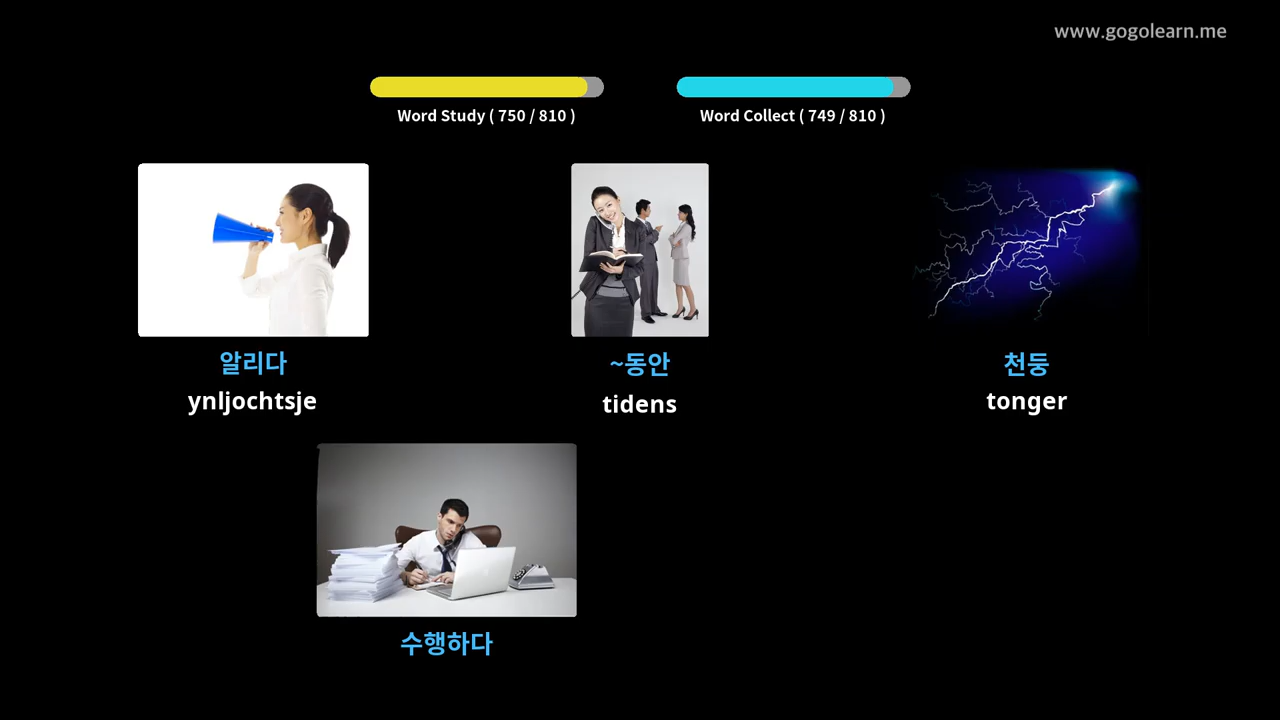 www.gogolearn.me
Word Study ( 750 / 810 )
Word Collect ( 749 / 810 )
알리다
ynljochtsje
~동안
tidens
천둥
tonger
수행하다